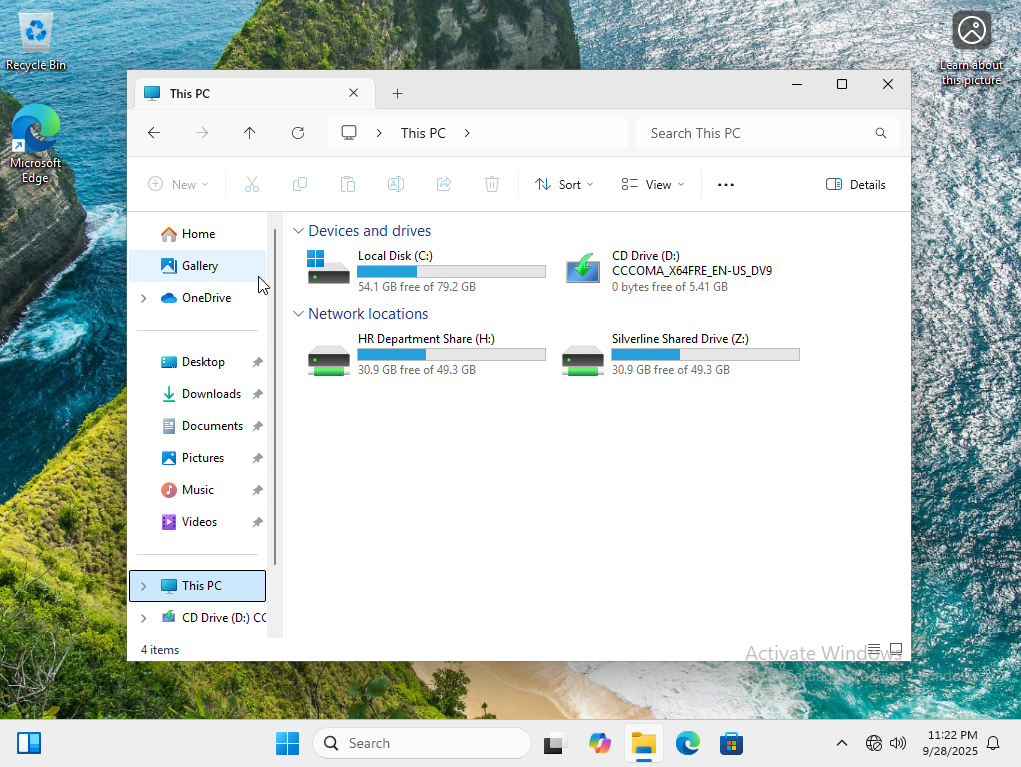 Recycle Bin
Learn about
this picture
Microsoft
Edge
This PC
This PC
Search This PC
New
Sort
View
Details
Home
Gallery
OneDrive
Desktop
Downloads
Documents
Pictures
Music
Videos
This PC
CD Drive (D:) CC
Devices and drives
Local Disk (C:)
54.1 GB free of 79.2 GB
CD Drive (D:)
CCCOMA_X64FRE_EN-US_DV9
0 bytes free of 5.41 GB
Network locations
HR Department Share (H:)
30.9 GB free of 49.3 GB
Silverline Shared Drive (Z:)
30.9 GB free of 49.3 GB
4 items
Activate Windows
Search
11:22 PM
9/28/2025